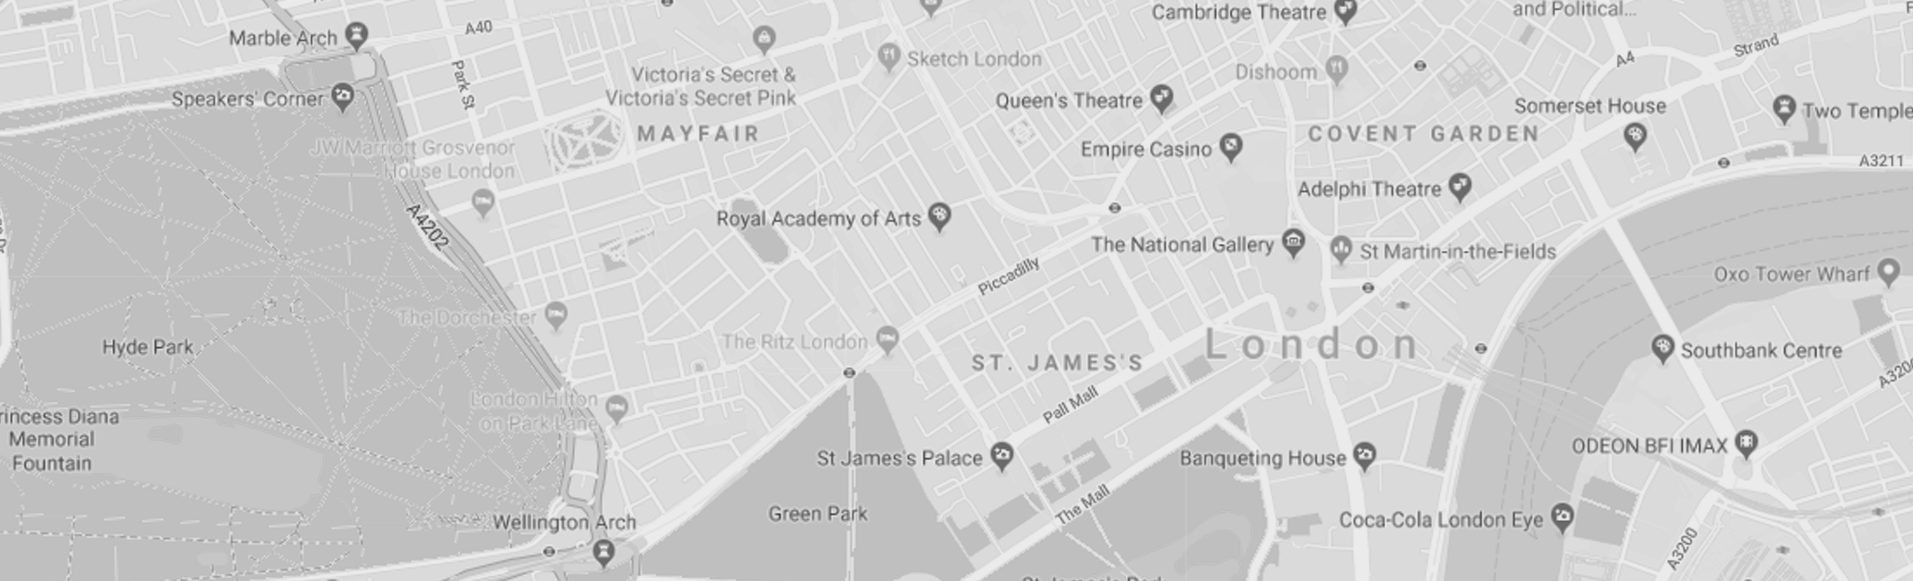 Cambridge Theatre
and Political...
Marble Arch
A40
Strand
Park St
Sketch London
A4
Victoria's Secret &
Victoria's Secret Pink
Dishoom
Speakers' Corner
Queen's Theatre
Somerset House
Two Temple
MAYFAIR
COVENT GARDEN
JW Marriott Grosvenor
House London
Empire Casino
A3211
Adelphi Theatre
A4202
Royal Academy of Arts
The National Gallery
St Martin-in-the-Fields
Piccadilly
Oxo Tower Wharf
The Dorchester
Hyde Park
The Ritz London
London
ST. JAMES'S
Southbank Centre
A320
London Hilton
on Park Lane
Pall Mall
rincess Diana
Memorial
Fountain
St James's Palace
Banqueting House
ODEON BFI IMAX
The Mall
Green Park
Wellington Arch
Coca-Cola London Eye
A3200